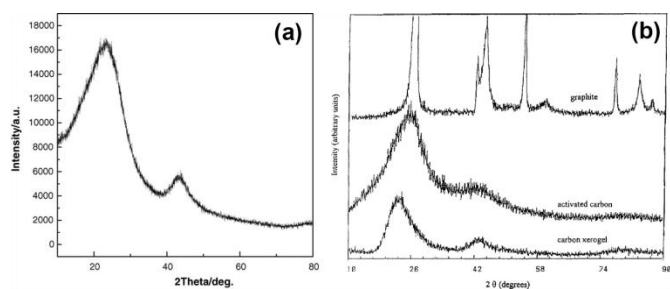 (a)
18000
16000
14000
12000
10000
8000
6000
4000
2000
0
Intensity/a.u.
20
40
60
80
2Theta/deg.
(b)
graphite
activated carbon
carbon xerogel
Intensity (arbitrary units)
10 26 42 58 74 90
2 θ (degrees)